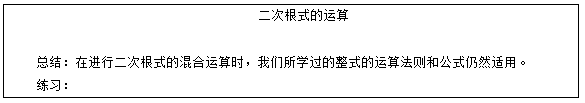 二次根式的运算
总结：在进行二次根式的混合运算时，我们所学过的整式的运算法则和公式仍然适用。
练习：